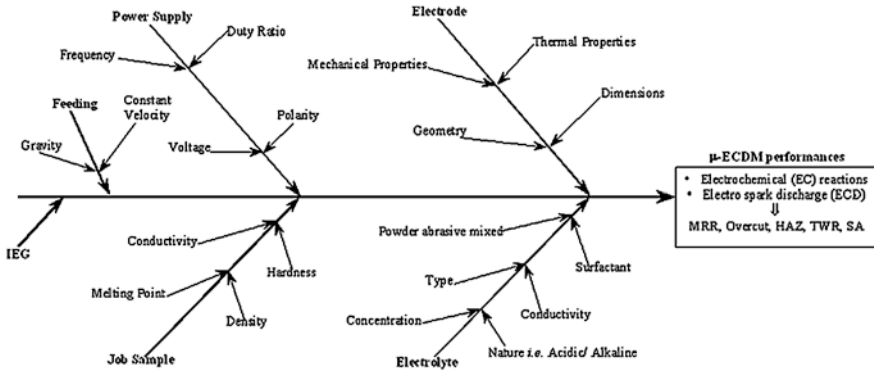 Power Supply
Electrode
Duty Ratio
Thermal Properties
Frequency
Mechanical Properties
Feeding
Constant
Velocity
Dimensions
Polarity
Geometry
Gravity
Voltage
μ-ECDM performances
• Electrochemical (EC) reactions
• Electro spark discharge (ECD)
⇓
MRR, Overcut, HAZ, TWR, SA
IEG
Conductivity
Powder abrasive mixed
Hardness
Surfactant
Melting Point
Type
Density
Conductivity
Concentration
Job Sample
Electrolyte
Nature i.e. Acidic/ Alkaline